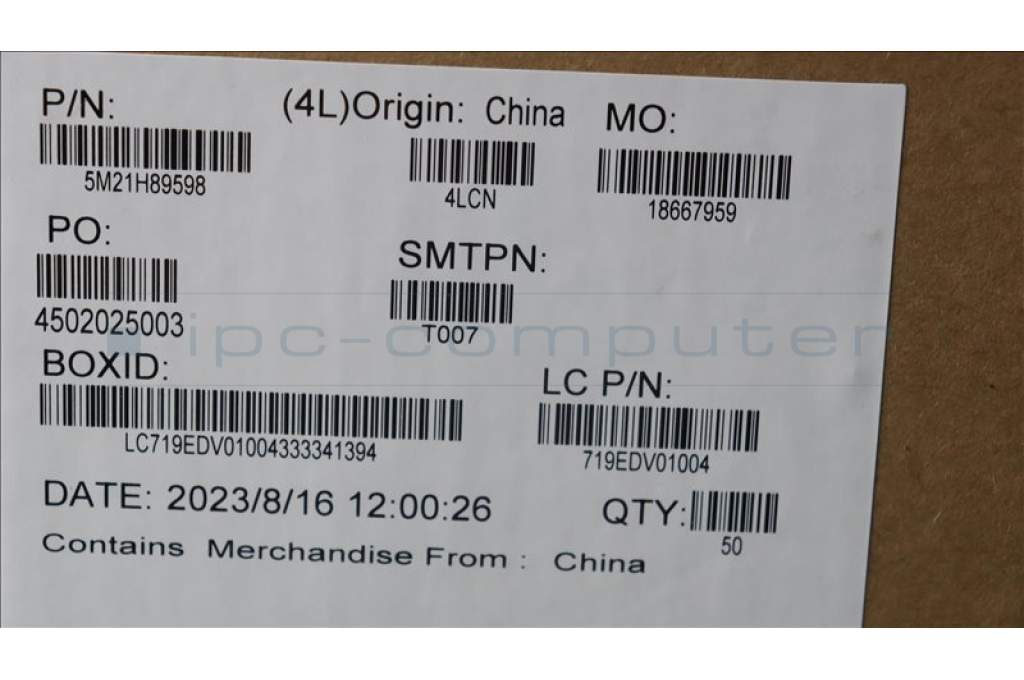 P/N: (4L)Origin: China MO:
5M21H89598 4LCN 18667959
PO: SMTPN:
4502025003 T007
ipc-computer
BOXID: LC P/N:
LC719EDV01004333341394 719EDV01004
DATE: 2023/8/16 12:00:26 QTY:
50
Contains Merchandise From : China